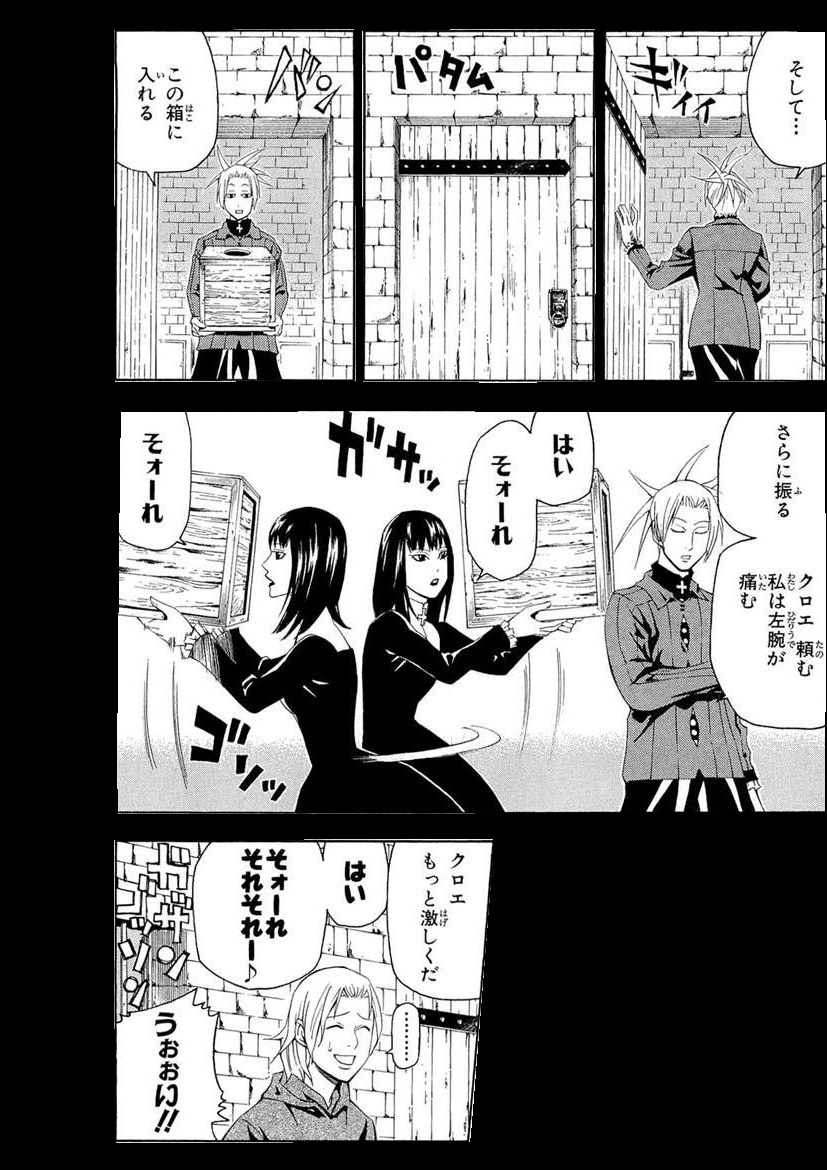 そして…
ギイイ
パタム
バンッ
この箱に
入れる
さらに振る
クロエ 頼む
私は左腕が
痛む
はい
そォーれ
ガサッ
そォーれ
ゴソッ
クロエ
もっと激しくだ
はい
そォーれ
それそれー♪
………
うぉぉい!!